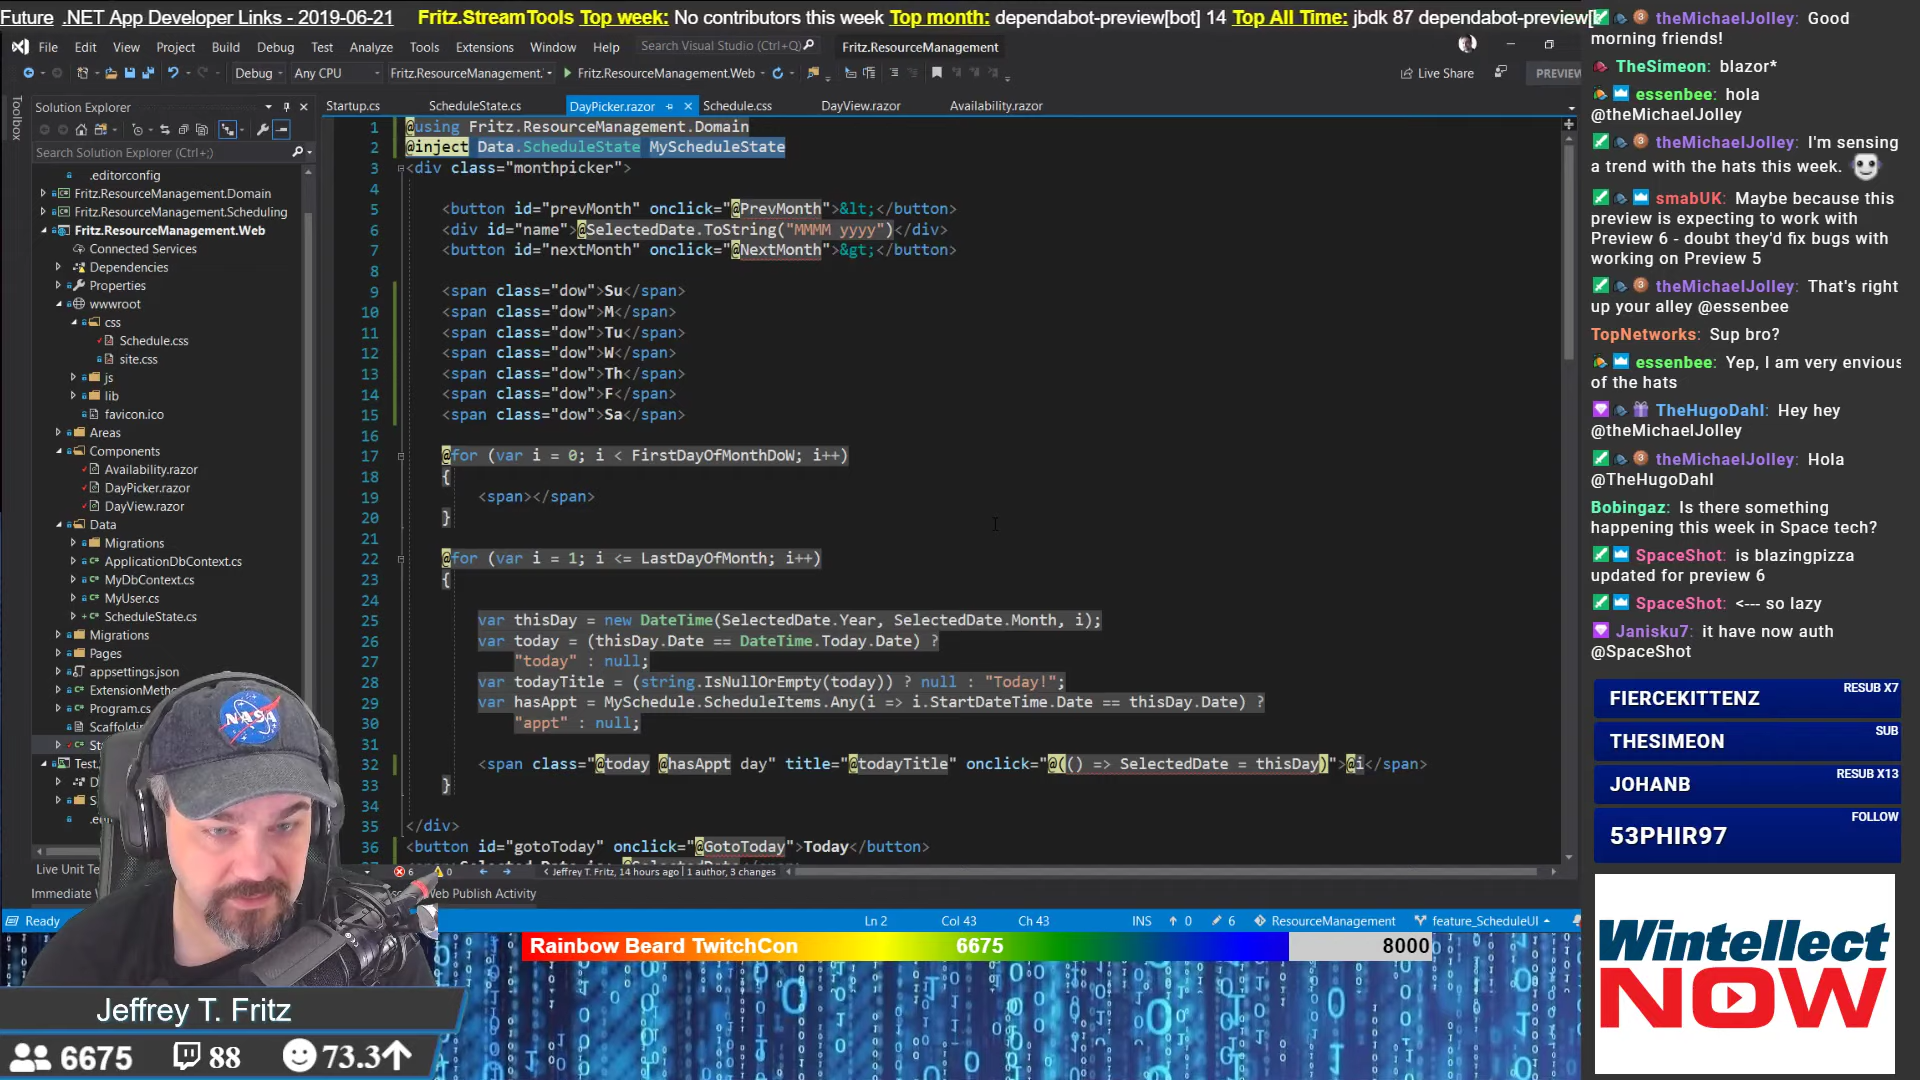 Future .NET App Developer Links - 2019-06-21 Fritz.StreamTools Top week: No contributors this week Top month: dependabot-preview[bot] 14 Top All Time: jbdk 87 dependabot-preview[
File Edit View Project Build Debug Test Analyze Tools Extensions Window Help Search Visual Studio (Ctrl+Q) Fritz.ResourceManagement
Debug Any CPU Fritz.ResourceManagement. Fritz.ResourceManagement.Web Live Share PREVIEW
Toolbox
Solution Explorer
Search Solution Explorer (Ctrl+;)
.editorconfig
Fritz.ResourceManagement.Domain
Fritz.ResourceManagement.Scheduling
Fritz.ResourceManagement.Web
Connected Services
Dependencies
Properties
wwwroot
css
Schedule.css
site.css
js
lib
favicon.ico
Areas
Components
Availability.razor
DayPicker.razor
DayView.razor
Data
Migrations
ApplicationDbContext.cs
MyDbContext.cs
MyUser.cs
ScheduleState.cs
Migrations
Pages
appsettings.json
ExtensionMetho
Program.cs
Scaffoldin
St
Test.
D
S
.e
Live Unit Te
Immediate W
Startup.cs ScheduleState.cs DayPicker.razor Schedule.css DayView.razor Availability.razor
1 @using Fritz.ResourceManagement.Domain
2 @inject Data.ScheduleState MyScheduleState
3 <div class="monthpicker">
4
5 <button id="prevMonth" onclick="@PrevMonth">&lt;</button>
6 <div id="name">@SelectedDate.ToString("MMMM yyyy")</div>
7 <button id="nextMonth" onclick="@NextMonth">&gt;</button>
8
9 <span class="dow">Su</span>
10 <span class="dow">M</span>
11 <span class="dow">Tu</span>
12 <span class="dow">W</span>
13 <span class="dow">Th</span>
14 <span class="dow">F</span>
15 <span class="dow">Sa</span>
16
17 @for (var i = 0; i < FirstDayOfMonthDoW; i++)
18 {
19 <span></span>
20 }
21
22 @for (var i = 1; i <= LastDayOfMonth; i++)
23 {
24
25 var thisDay = new DateTime(SelectedDate.Year, SelectedDate.Month, i);
26 var today = (thisDay.Date == DateTime.Today.Date) ?
27 "today" : null;
28 var todayTitle = (string.IsNullOrEmpty(today)) ? null : "Today!";
29 var hasAppt = MySchedule.ScheduleItems.Any(i => i.StartDateTime.Date == thisDay.Date) ?
30 "appt" : null;
31
32 <span class="@today @hasAppt day" title="@todayTitle" onclick="@(() => SelectedDate = thisDay)">@i</span>
33 }
34
35 </div>
36 <button id="gotoToday" onclick="@GotoToday">Today</button>
6 0 Jeffrey T. Fritz, 14 hours ago | 1 author, 3 changes
Web Publish Activity
Ready Ln 2 Col 43 Ch 43 INS 0 6 ResourceManagement feature_ScheduleUI
theMichaelJolley: Good
morning friends!
TheSimeon: blazor*
essenbee: hola
@theMichaelJolley
theMichaelJolley: I'm sensing
a trend with the hats this week.
smabUK: Maybe because this
preview is expecting to work with
Preview 6 - doubt they'd fix bugs with
working on Preview 5
theMichaelJolley: That's right
up your alley @essenbee
TopNetworks: Sup bro?
essenbee: Yep, I am very envious
of the hats
TheHugoDahl: Hey hey
@theMichaelJolley
theMichaelJolley: Hola
@TheHugoDahl
Bobingaz: Is there something
happening this week in Space tech?
SpaceShot: is blazingpizza
updated for preview 6
SpaceShot: <--- so lazy
Janisku7: it have now auth
@SpaceShot
FIERCEKITTENZ RESUB X7
THESIMEON SUB
JOHANB RESUB X13
53PHIR97 FOLLOW
Wintellect
NOW
NASA
Rainbow Beard TwitchCon 6675 8000
Jeffrey T. Fritz
6675 88 73.3